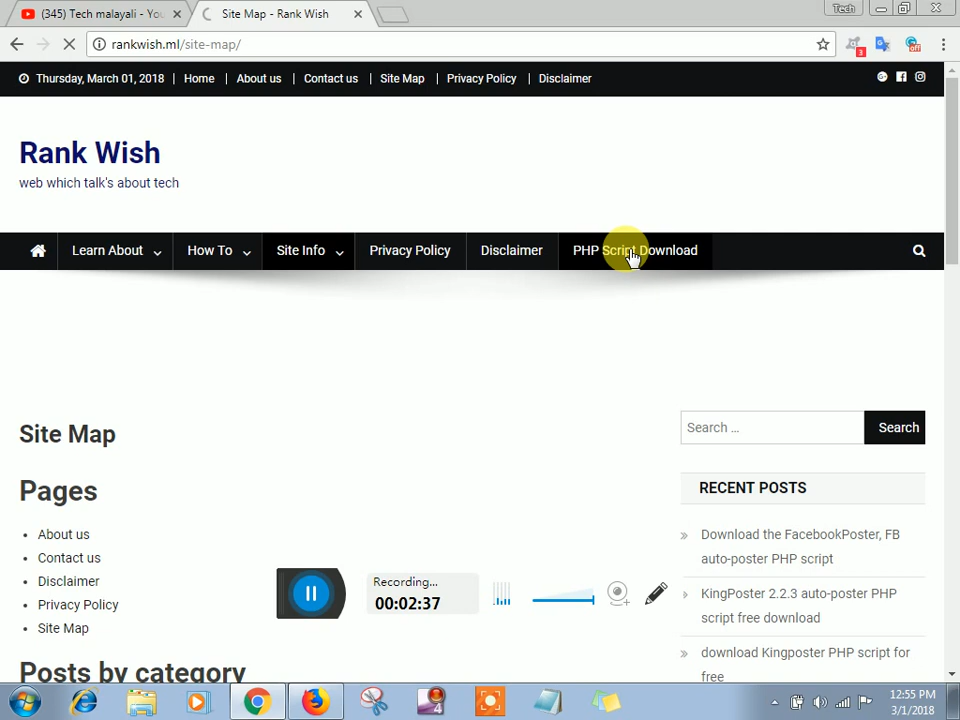 (345) Tech malayali - You
Site Map - Rank Wish
Tech
rankwish.ml/site-map/
3
off
Thursday, March 01, 2018 | Home | About us | Contact us | Site Map | Privacy Policy | Disclaimer
Rank Wish
web which talk's about tech
Learn About How To Site Info Privacy Policy Disclaimer PHP Script Download
Site Map
Search …
Search
Pages
RECENT POSTS
• About us
• Contact us
• Disclaimer
• Privacy Policy
• Site Map
» Download the FacebookPoster, FB
auto-poster PHP script
» KingPoster 2.2.3 auto-poster PHP
script free download
» download Kingposter PHP script for
free
Recording...
00:02:37
Posts by category
4
12:55 PM
3/1/2018